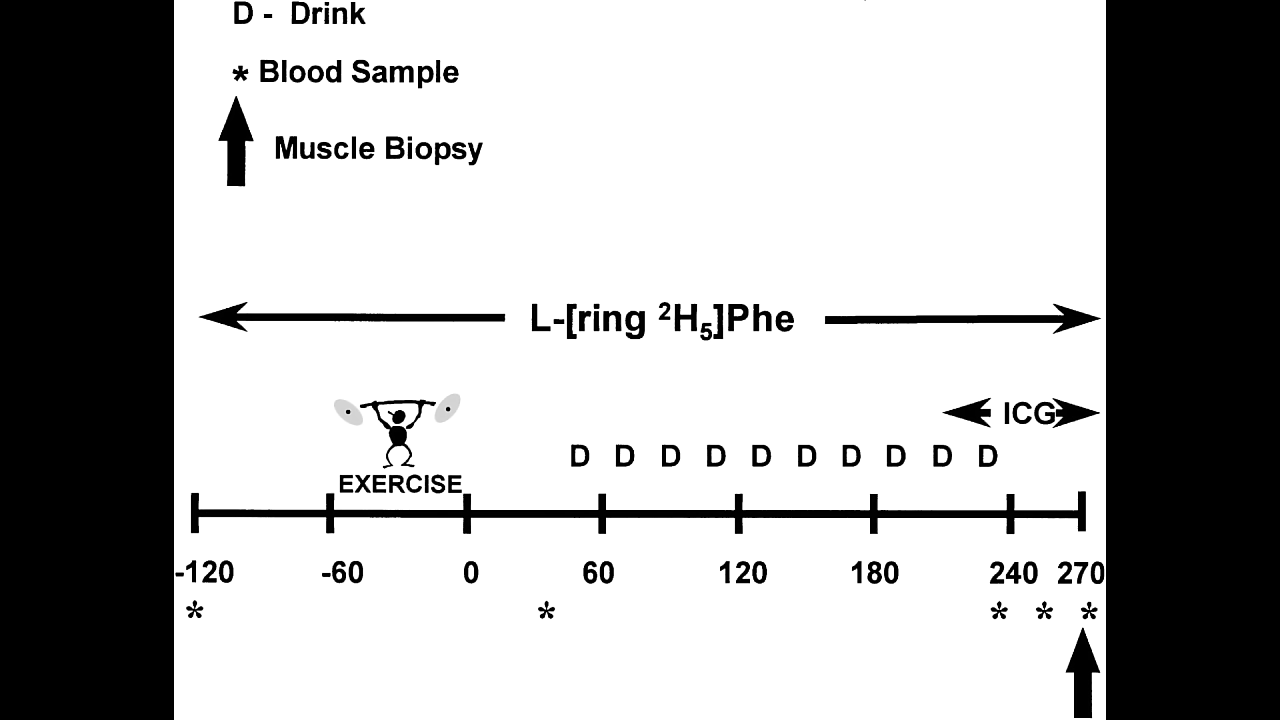 D - Drink
* Blood Sample
Muscle Biopsy
L-[ring ²H₅]Phe
ICG
D D D D D D D D D D
EXERCISE
-120 -60 0 60 120 180 240 270
* * * * *